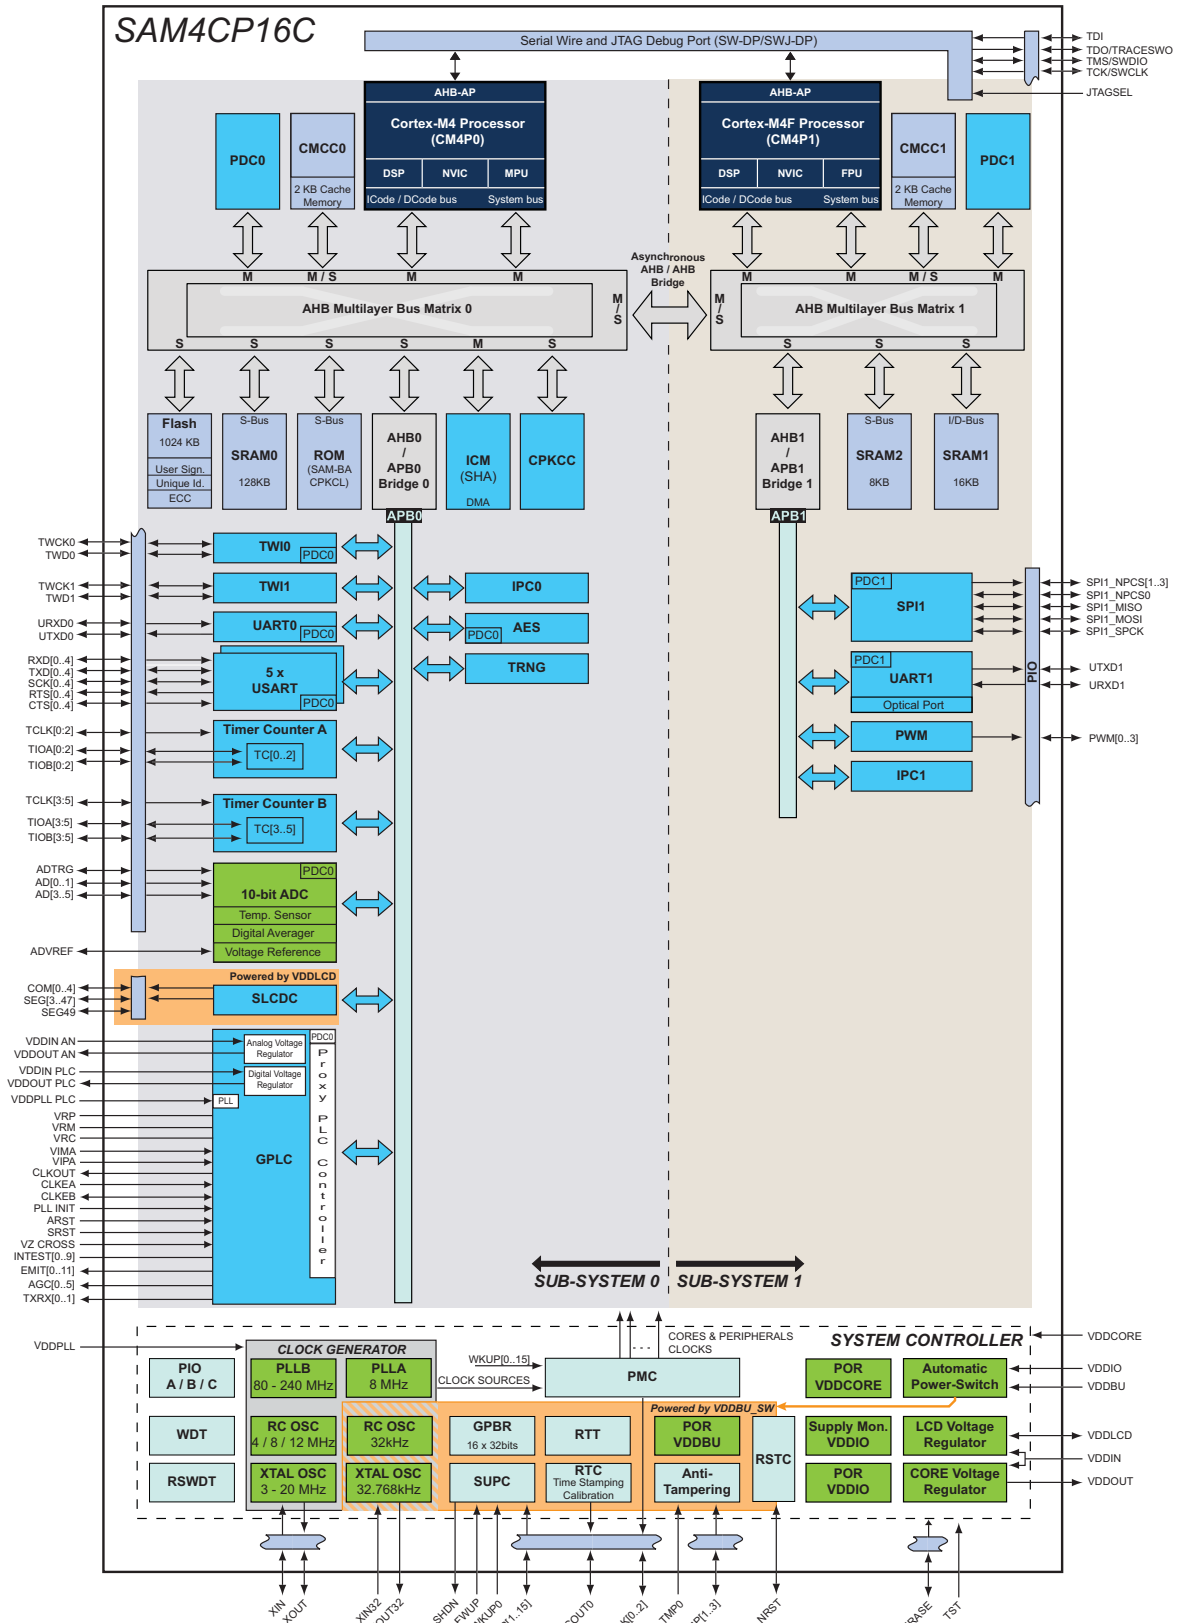 SAM4CP16C
Serial Wire and JTAG Debug Port (SW-DP/SWJ-DP)
TDI
TDO/TRACESWO
TMS/SWDIO
TCK/SWCLK
JTAGSEL
PDC0
CMCC0
2 KB Cache
Memory
AHB-AP
Cortex-M4 Processor
(CM4P0)
DSP
NVIC
MPU
ICode / DCode bus
System bus
AHB-AP
Cortex-M4F Processor
(CM4P1)
DSP
NVIC
FPU
ICode / DCode bus
System bus
CMCC1
2 KB Cache
Memory
PDC1
M
M / S
M
M
AHB Multilayer Bus Matrix 0
M
/
S
S
S
S
S
M
S
Asynchronous
AHB / AHB
Bridge
M
M
M / S
M
M
/
S
AHB Multilayer Bus Matrix 1
S
S
S
Flash
1024 KB
User Sign.
Unique Id.
ECC
S-Bus
SRAM0
128KB
S-Bus
ROM
(SAM-BA
CPKCL)
AHB0
/
APB0
Bridge 0
ICM
(SHA)
DMA
CPKCC
AHB1
/
APB1
Bridge 1
S-Bus
SRAM2
8KB
I/D-Bus
SRAM1
16KB
APB0
APB1
TWCK0
TWD0
TWI0
PDC0
TWCK1
TWD1
TWI1
IPC0
URXD0
UTXD0
UART0
PDC0
AES
PDC0
RXD[0..4]
TXD[0..4]
SCK[0..4]
RTS[0..4]
CTS[0..4]
5 x
USART
PDC0
TRNG
TCLK[0:2]
TIOA[0:2]
TIOB[0:2]
Timer Counter A
TC[0..2]
TCLK[3:5]
TIOA[3:5]
TIOB[3:5]
Timer Counter B
TC[3..5]
ADTRG
AD[0..1]
AD[3..5]
ADVREF
PDC0
10-bit ADC
Temp. Sensor
Digital Averager
Voltage Reference
PDC1
SPI1
SPI1_NPCS[1..3]
SPI1_NPCS0
SPI1_MISO
SPI1_MOSI
SPI1_SPCK
PIO
PDC1
UART1
Optical Port
UTXD1
URXD1
PWM
PWM[0..3]
IPC1
Powered by VDDLCD
COM[0..4]
SEG[3..47]
SEG49
SLCDC
VDDIN AN
VDDOUT AN
VDDIN PLC
VDDOUT PLC
VDDPLL PLC
VRP
VRM
VRC
VIMA
VIPA
CLKOUT
CLKEA
CLKEB
PLL INIT
ARST
SRST
VZ CROSS
INTEST[0..9]
EMIT[0..11]
AGC[0..5]
TXRX[0..1]
Analog Voltage
Regulator
Digital Voltage
Regulator
PLL
GPLC
PDC0
Proxy PLC Controller
SUB-SYSTEM 0
SUB-SYSTEM 1
VDDPLL
CLOCK GENERATOR
WKUP[0..15]
CLOCK SOURCES
CORES & PERIPHERALS
CLOCKS
SYSTEM CONTROLLER
PIO
A / B / C
WDT
RSWDT
PLLB
80 - 240 MHz
PLLA
8 MHz
RC OSC
4 / 8 / 12 MHz
RC OSC
32kHz
XTAL OSC
3 - 20 MHz
XTAL OSC
32.768kHz
PMC
Powered by VDDBU_SW
GPBR
16 x 32bits
RTT
POR
VDDBU
SUPC
RTC
Time Stamping
Calibration
Anti-
Tampering
RSTC
POR
VDDCORE
Automatic
Power-Switch
Supply Mon.
VDDIO
LCD Voltage
Regulator
POR
VDDIO
CORE Voltage
Regulator
VDDCORE
VDDIO
VDDBU
VDDLCD
VDDIN
VDDOUT
XIN
XOUT
XIN32
SHDN
FWUP
TMP0
NRST
TST